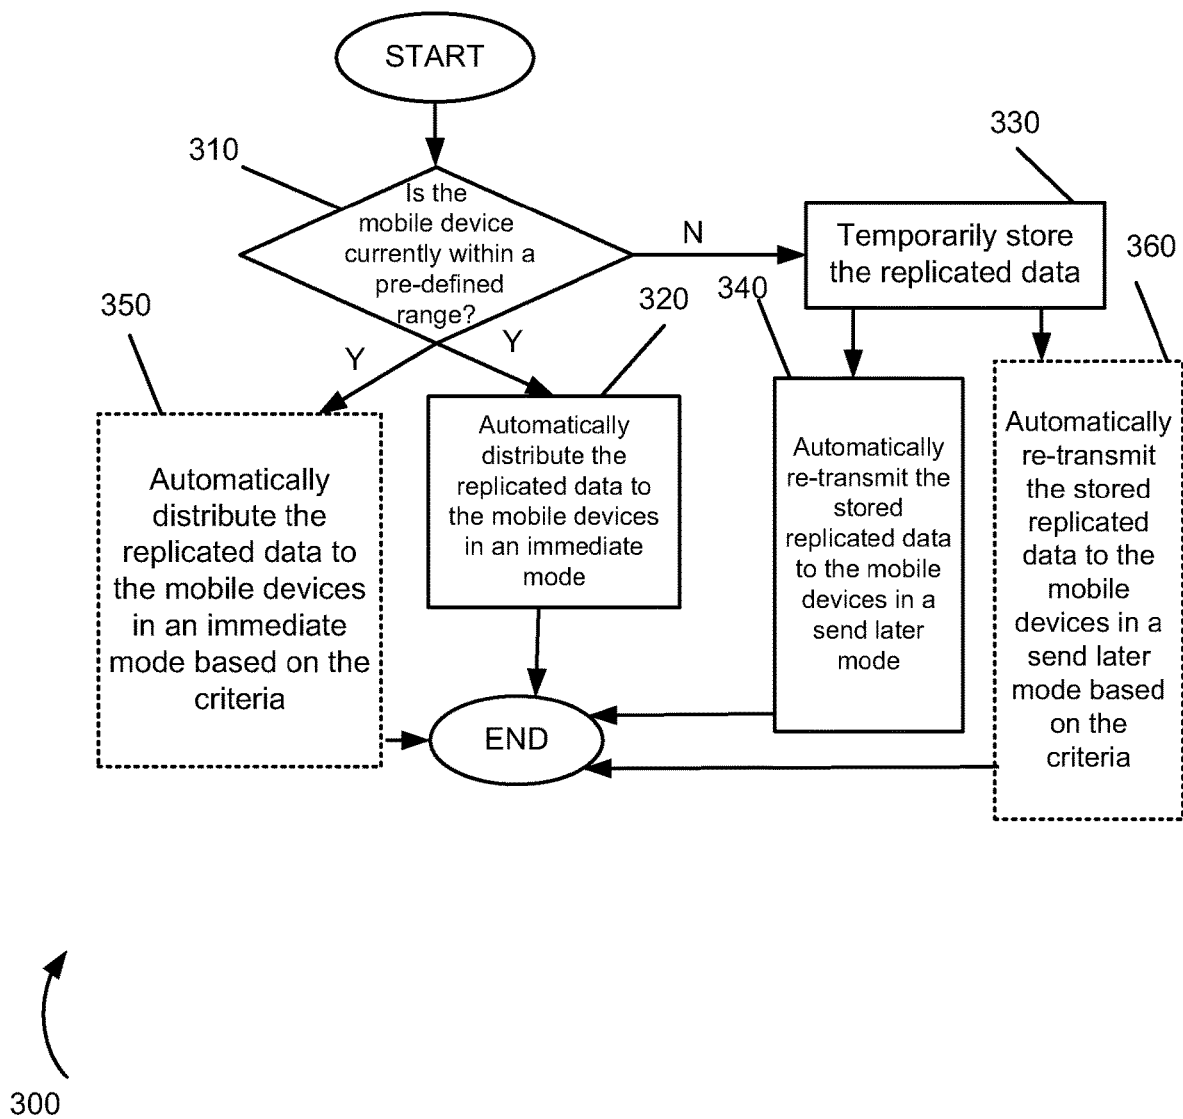 START
310
Is the
mobile device
currently within a
pre-defined
range?
N
330
Temporarily store
the replicated data
360
350
Y
Y
320
340
Automatically
distribute the
replicated data to
the mobile devices
in an immediate
mode based on the
criteria
Automatically
distribute the
replicated data to
the mobile devices
in an immediate
mode
Automatically
re-transmit the
stored
replicated data
to the mobile
devices in a
send later
mode
Automatically
re-transmit
the stored
replicated
data to the
mobile
devices in a
send later
mode based
on the
criteria
END
300